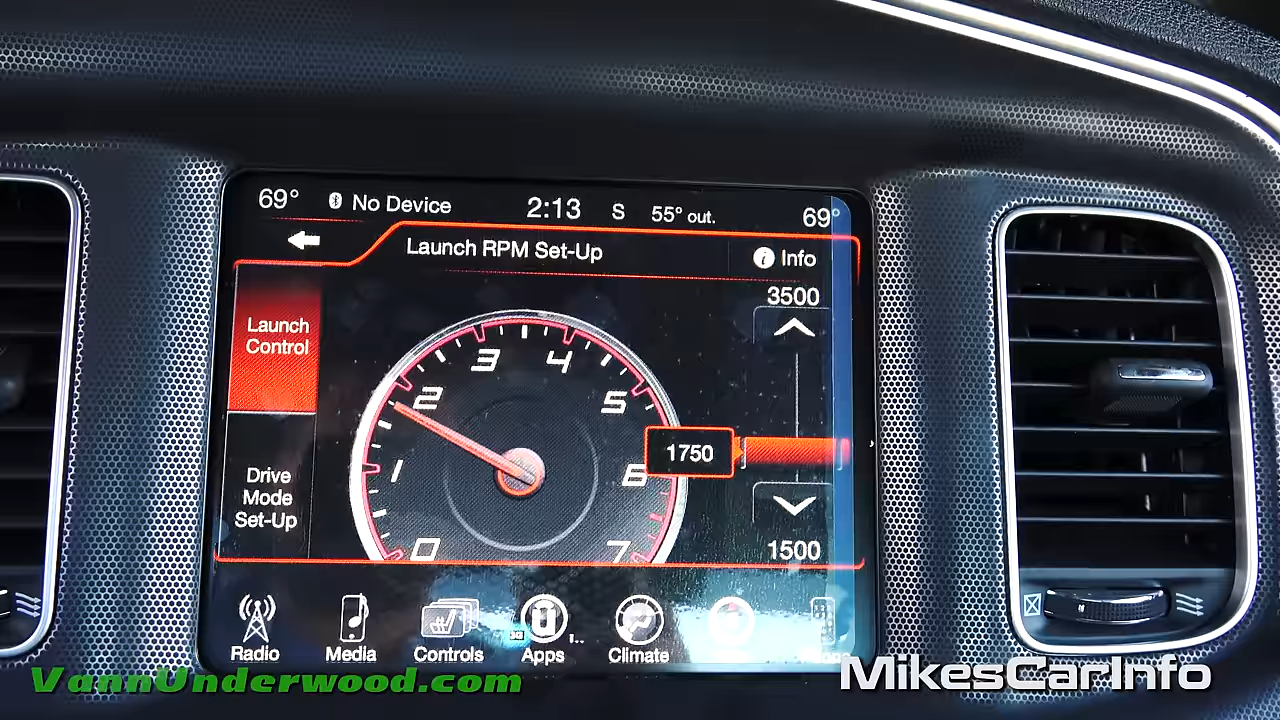 69° No Device 2:13 S 55° out. 69°
Launch RPM Set-Up
Info
3500
Launch
Control
3 4
2 5
1750
1 6
Drive
Mode
Set-Up
0 7
1500
Radio Media Controls Apps Climate
VannUnderwood.com
MikesCarInfo